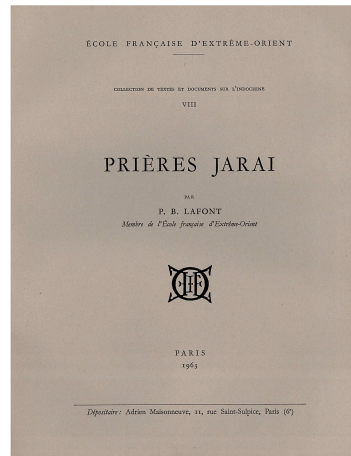 ÉCOLE FRANÇAISE D'EXTRÊME-ORIENT
COLLECTION DE TEXTES ET DOCUMENTS SUR L'INDOCHINE
VIII
PRIÈRES JARAI
PAR
P. B. LAFONT
Membre de l'École française d'Extrême-Orient
PARIS
1963
Dépositaire : Adrien Maisonneuve, 11, rue Saint-Sulpice, Paris (6e)